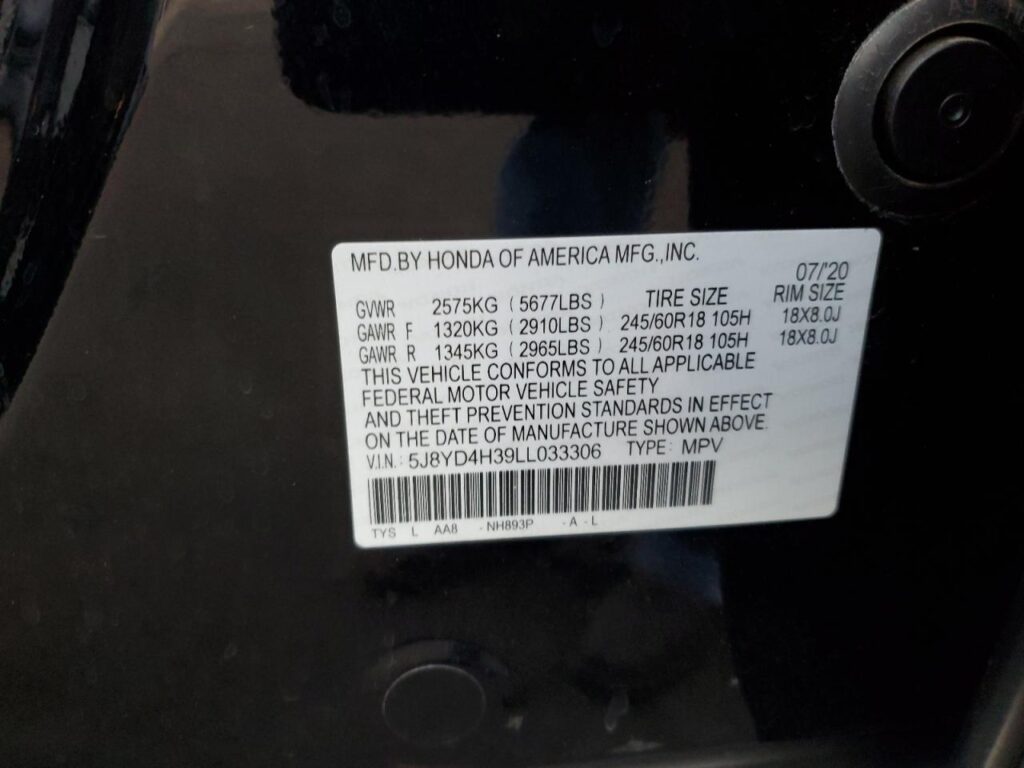 MFD.BY HONDA OF AMERICA MFG.,INC.
07/'20
GVWR 2575KG (5677LBS) TIRE SIZE RIM SIZE
GAWR F 1320KG (2910LBS) 245/60R18 105H 18X8.0J
GAWR R 1345KG (2965LBS) 245/60R18 105H 18X8.0J
THIS VEHICLE CONFORMS TO ALL APPLICABLE
FEDERAL MOTOR VEHICLE SAFETY
AND THEFT PREVENTION STANDARDS IN EFFECT
ON THE DATE OF MANUFACTURE SHOWN ABOVE.
V.I.N.: 5J8YD4H39LL033306 TYPE: MPV
TYS L AA8 -NH893P -A -L